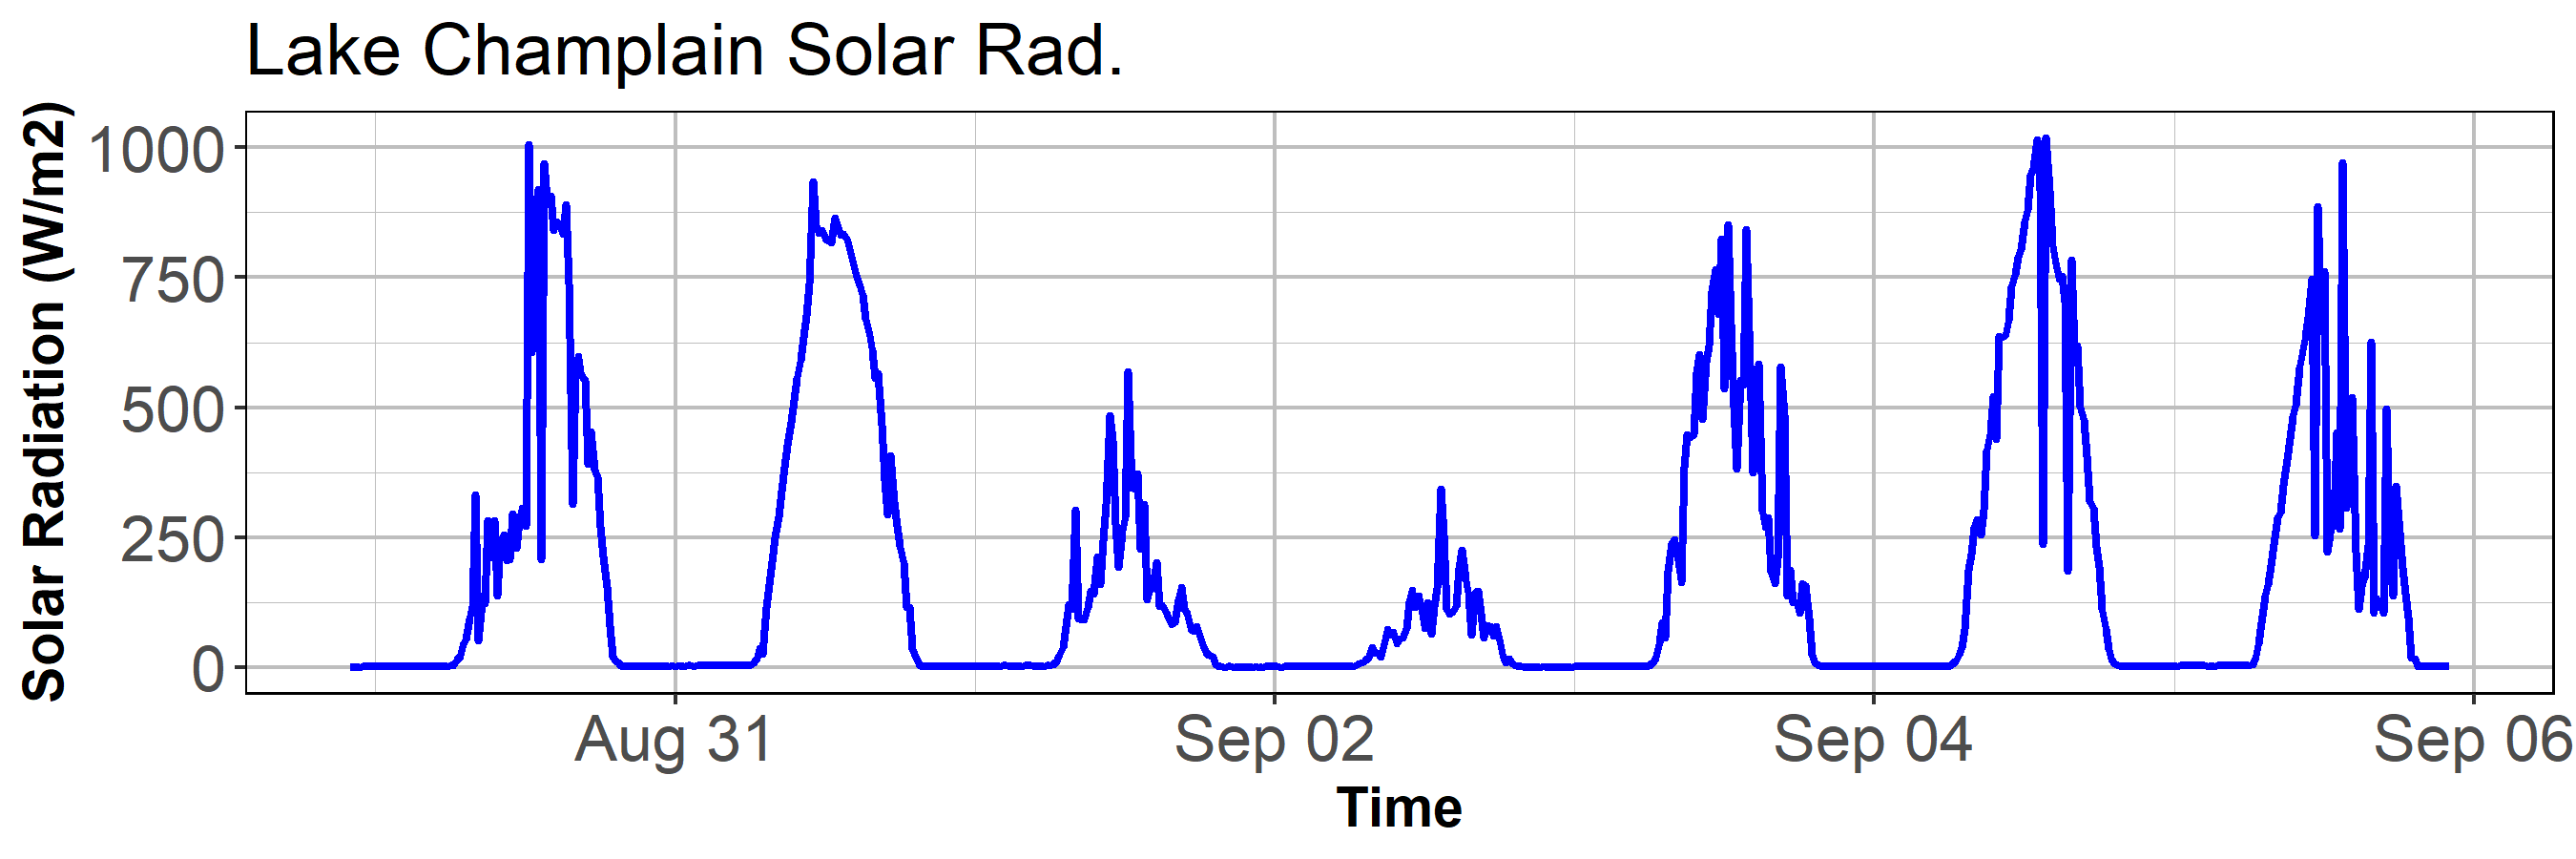 Lake Champlain Solar Rad.
Solar Radiation (W/m2)
1000
750
500
250
0
Aug 31 Sep 02 Sep 04 Sep 06
Time